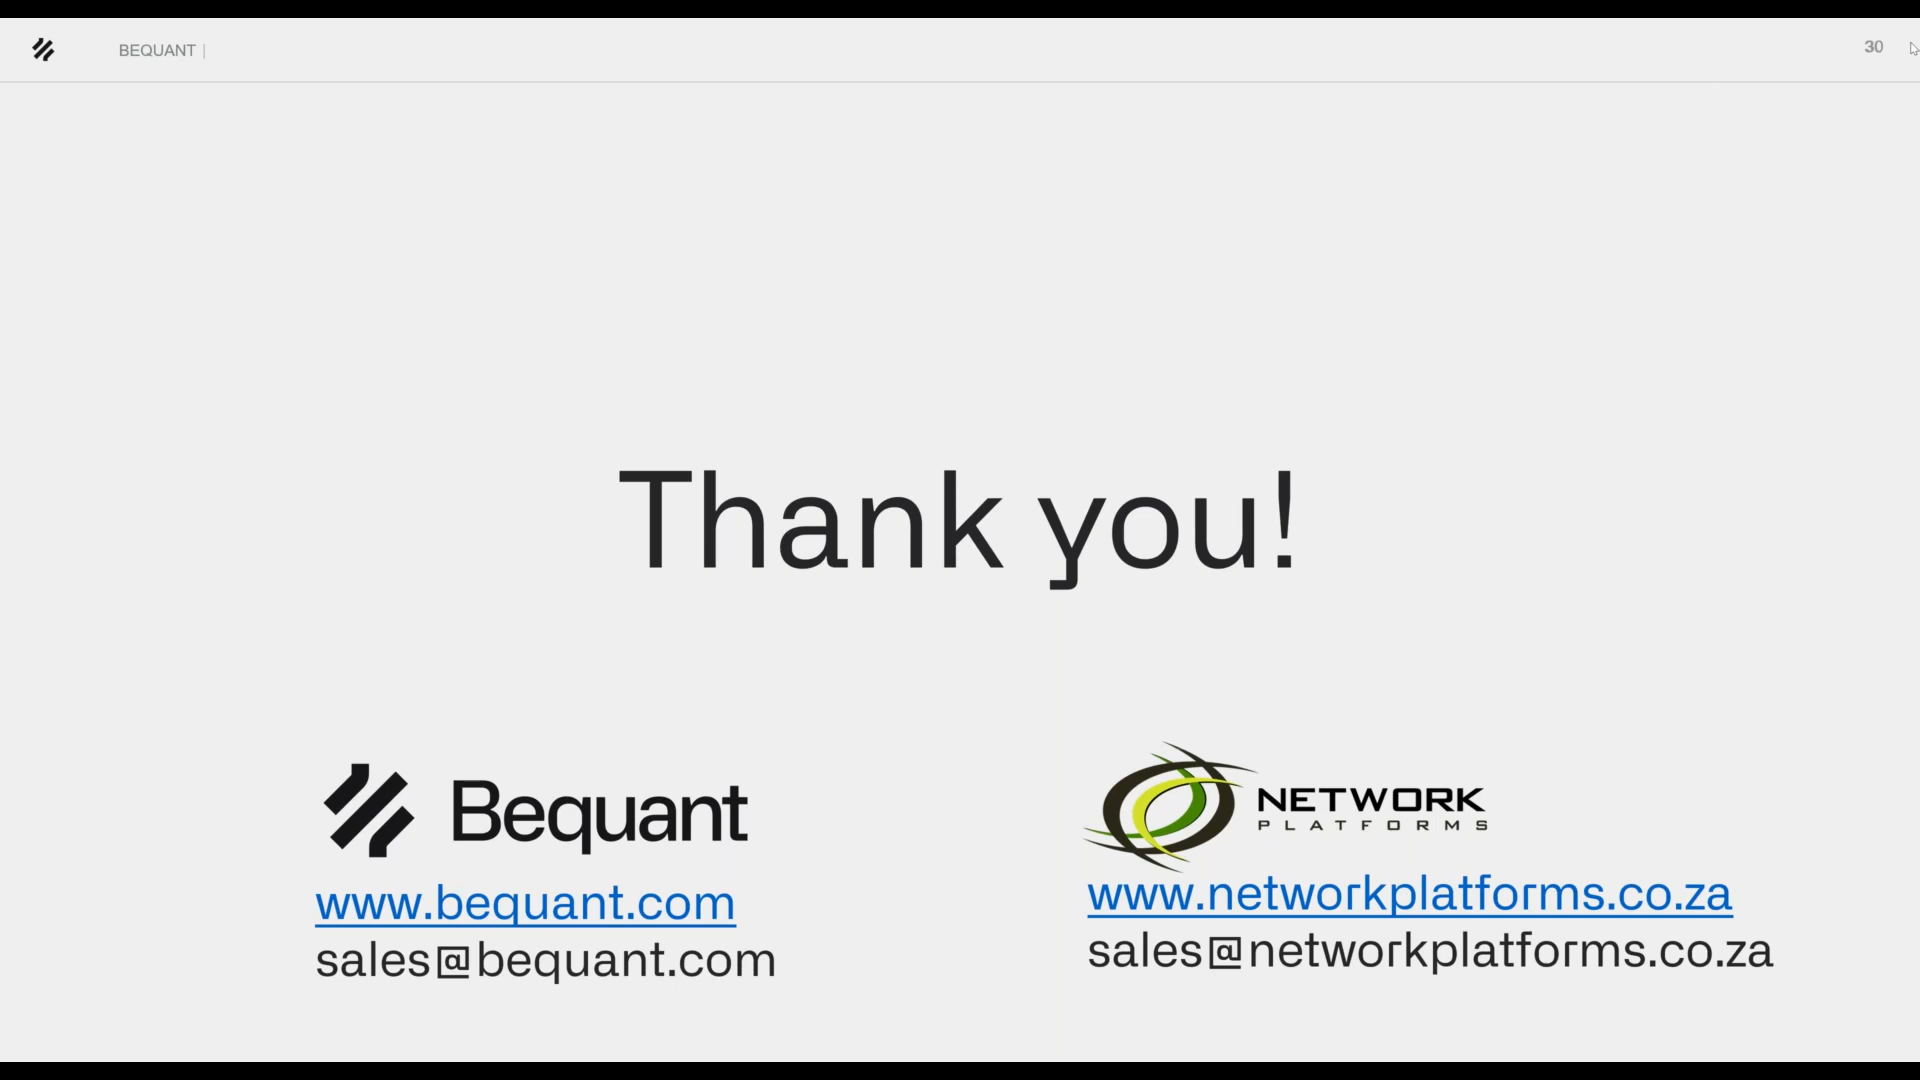 BEQUANT |
30
Thank you!
Bequant
www.bequant.com
sales@bequant.com
NETWORK
PLATFORMS
www.networkplatforms.co.za
sales@networkplatforms.co.za